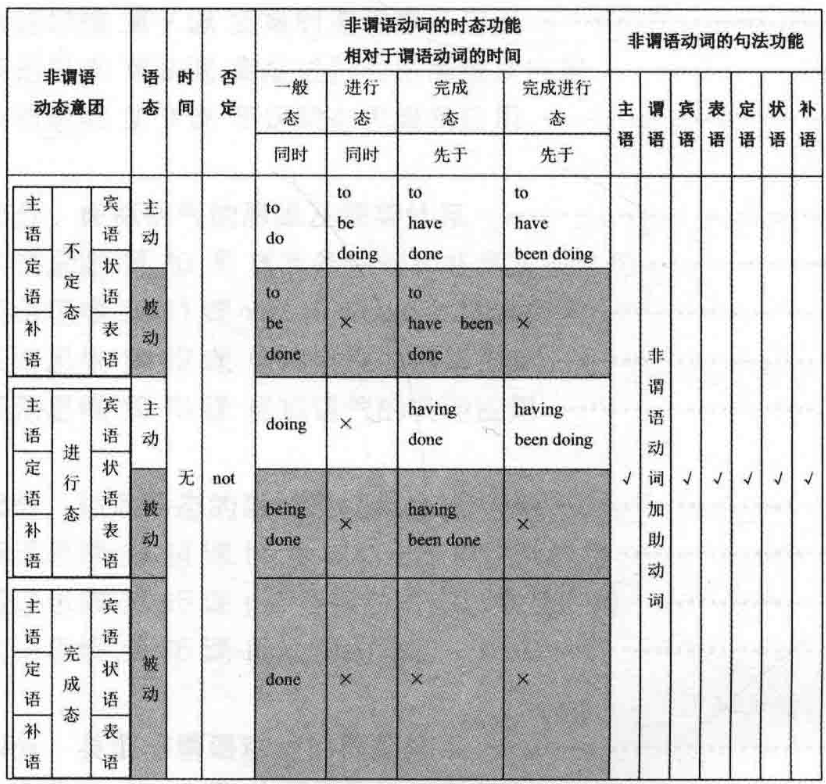 非谓语动词的时态功能
相对于谓语动词的时间
非谓语动词的句法功能
非谓语
动态意团
语态
时间
否定
一般态
进行态
完成态
完成进行态
同时
同时
先于
先于
主语
谓语
宾语
表语
定语
状语
补语
主语
定语
补语
不定态
宾语
状语
表语
主动
to do
to be doing
to have done
to have been doing
被动
to be done
×
to have been done
×
主语
定语
补语
进行态
宾语
状语
表语
主动
doing
×
having done
having been doing
被动
being done
×
having been done
×
无
not
主语
定语
补语
完成态
宾语
状语
表语
被动
done
×
×
×
√
非谓语动词加助动词
√
√
√
√
√